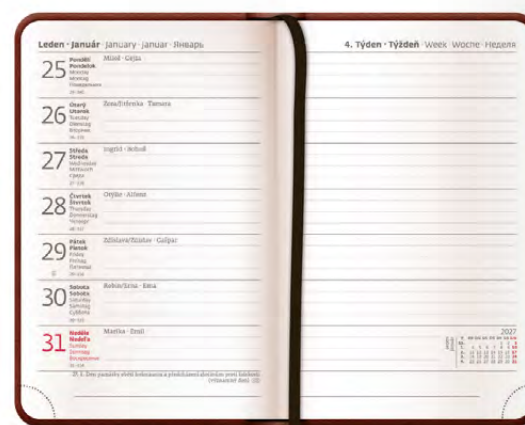 Leden · Január · January · Januar · Январь
25 Pondělí Miloš · Gejza
Pondelok
Monday
Montag
Понедельник
26 Úterý Zora/Jitřenka · Tamara
Utorok
Tuesday
Dienstag
Вторник
27 Středa Ingrid · Bohuš
Streda
Wednesday
Mittwoch
Среда
28 Čtvrtek Otýlie · Alfonz
Štvrtok
Thursday
Donnerstag
Четверг
29 Pátek Zdislava/Zdislav · Gašpar
Piatok
Friday
Freitag
Пятница
30 Sobota Robin/Erna · Ema
Sobota
Saturday
Samstag
Суббота
31 Neděle Marika · Emil
Nedeľa
Sunday
Sonntag
Воскресенье
4. Týden · Týždeň · Week · Woche · Неделя
2027